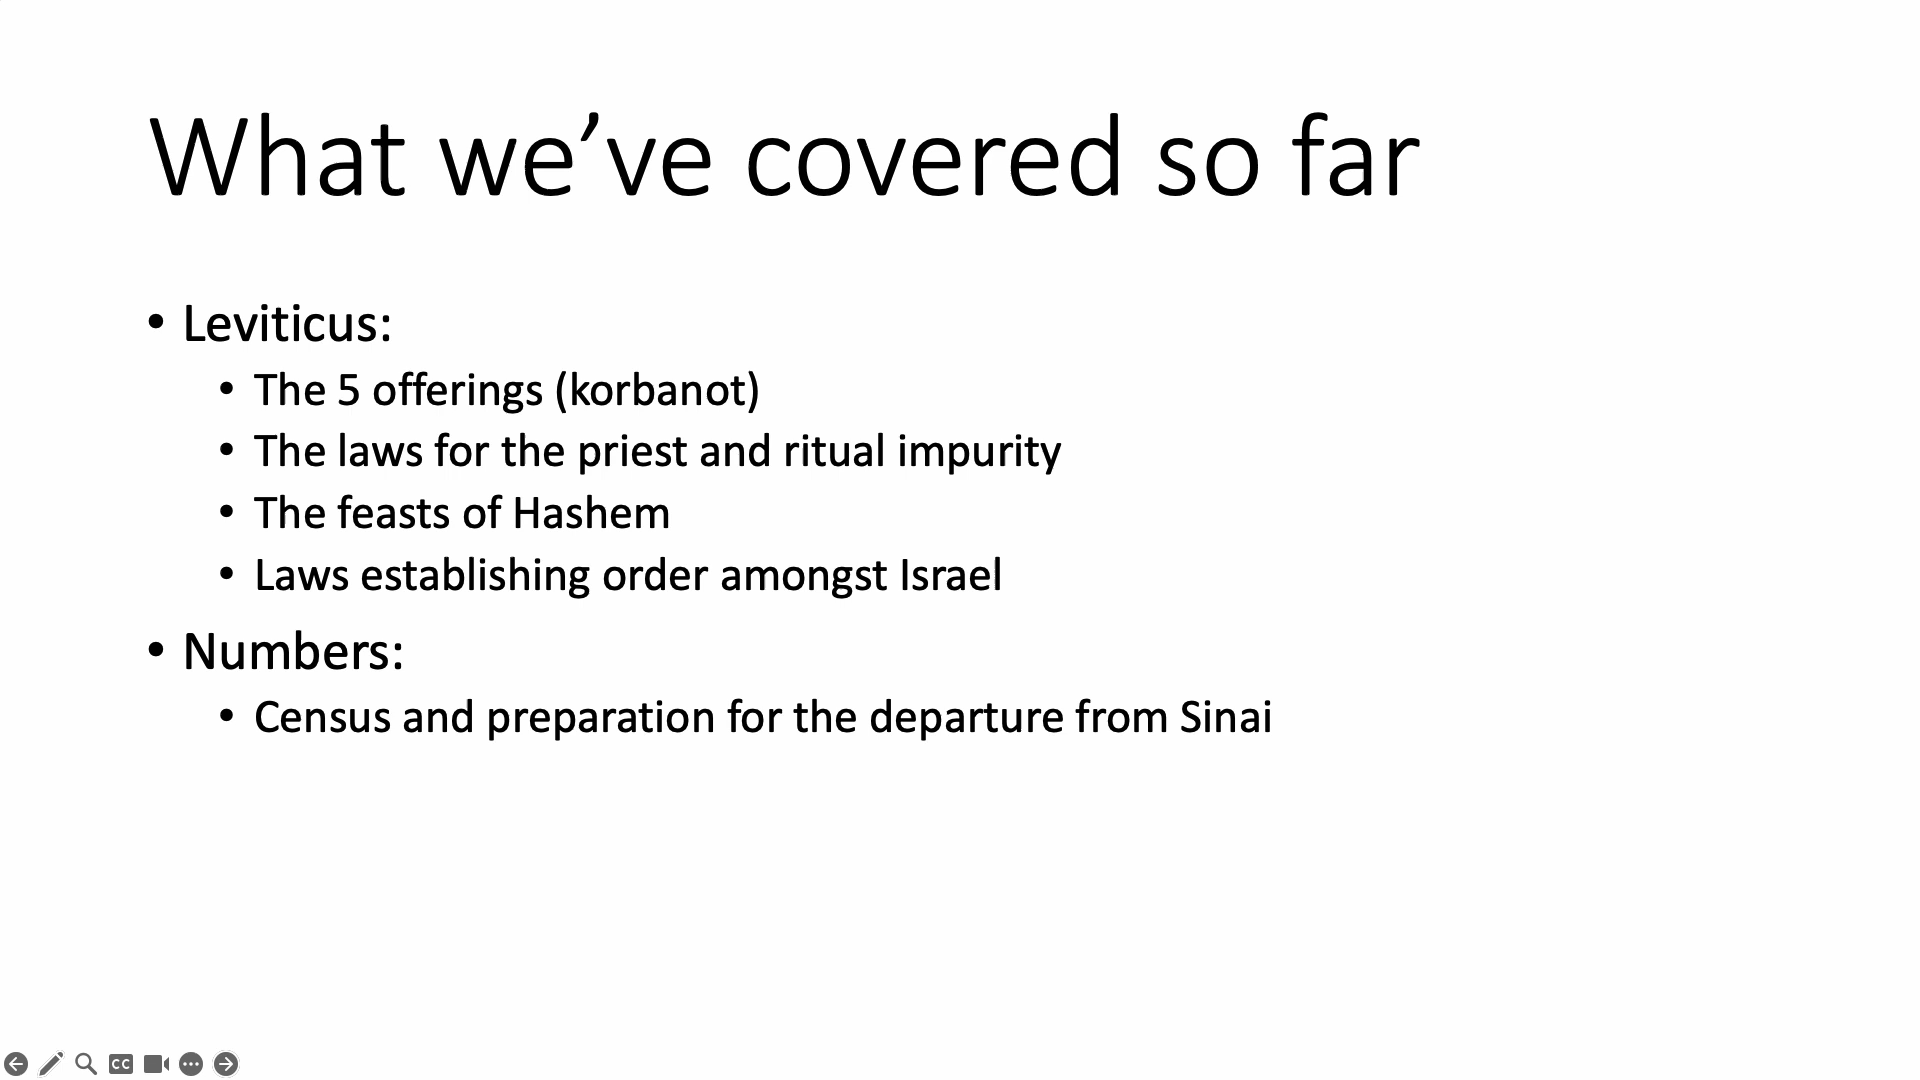 What we’ve covered so far
• Leviticus:
• The 5 offerings (korbanot)
• The laws for the priest and ritual impurity
• The feasts of Hashem
• Laws establishing order amongst Israel
• Numbers:
• Census and preparation for the departure from Sinai
CC